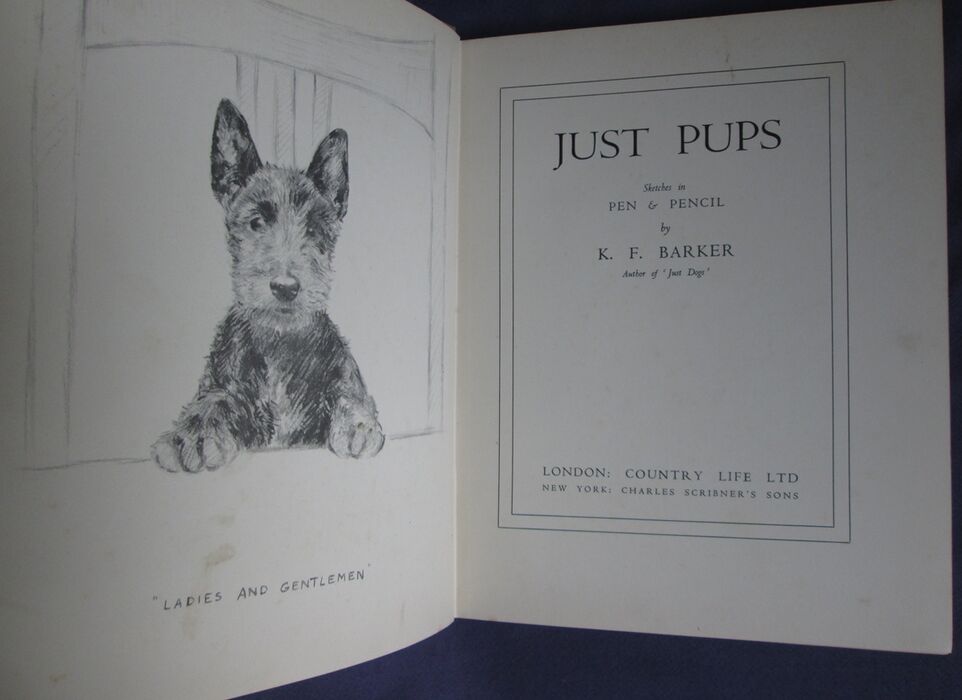 "LADIES AND GENTLEMEN"
JUST PUPS
Sketches in
PEN & PENCIL
by
K. F. BARKER
Author of 'Just Dogs'
LONDON: COUNTRY LIFE LTD
NEW YORK: CHARLES SCRIBNER'S SONS